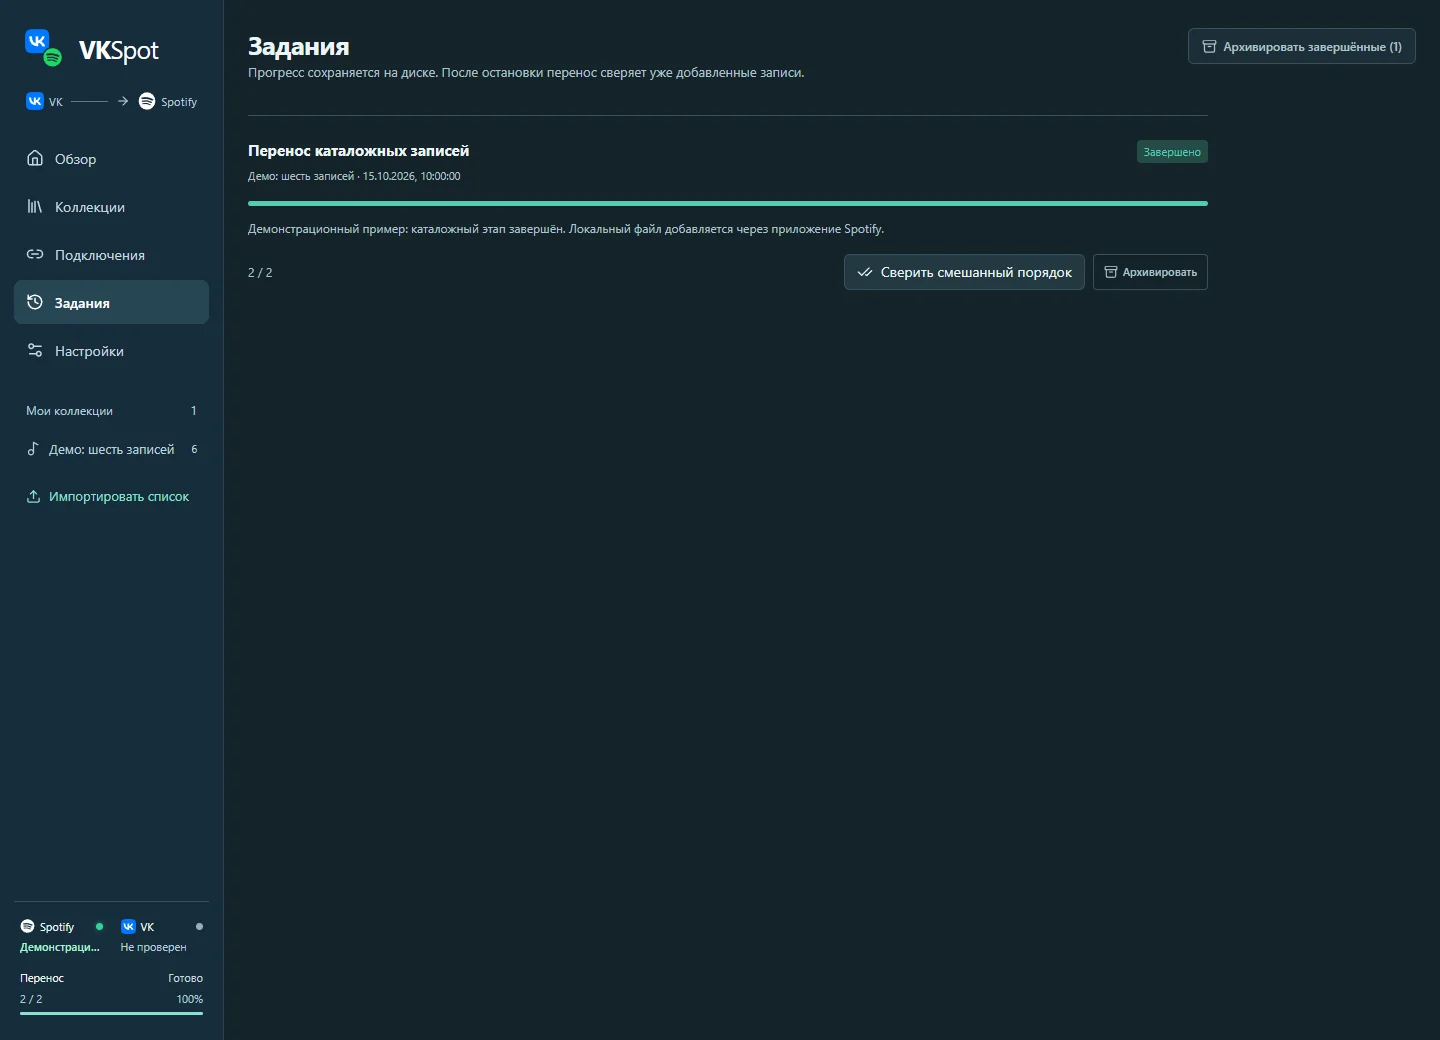 VKSpot
VK
Spotify
Обзор
Коллекции
Подключения
Задания
Настройки
Мои коллекции 1
Демо: шесть записей 6
Импортировать список
Spotify
Демонстраци...
VK
Не проверен
Перенос Готово
2 / 2 100%
Задания
Прогресс сохраняется на диске. После остановки перенос сверяет уже добавленные записи.
Архивировать завершённые (1)
Перенос каталожных записей
Завершено
Демо: шесть записей · 15.10.2026, 10:00:00
Демонстрационный пример: каталожный этап завершён. Локальный файл добавляется через приложение Spotify.
2 / 2
Сверить смешанный порядок
Архивировать